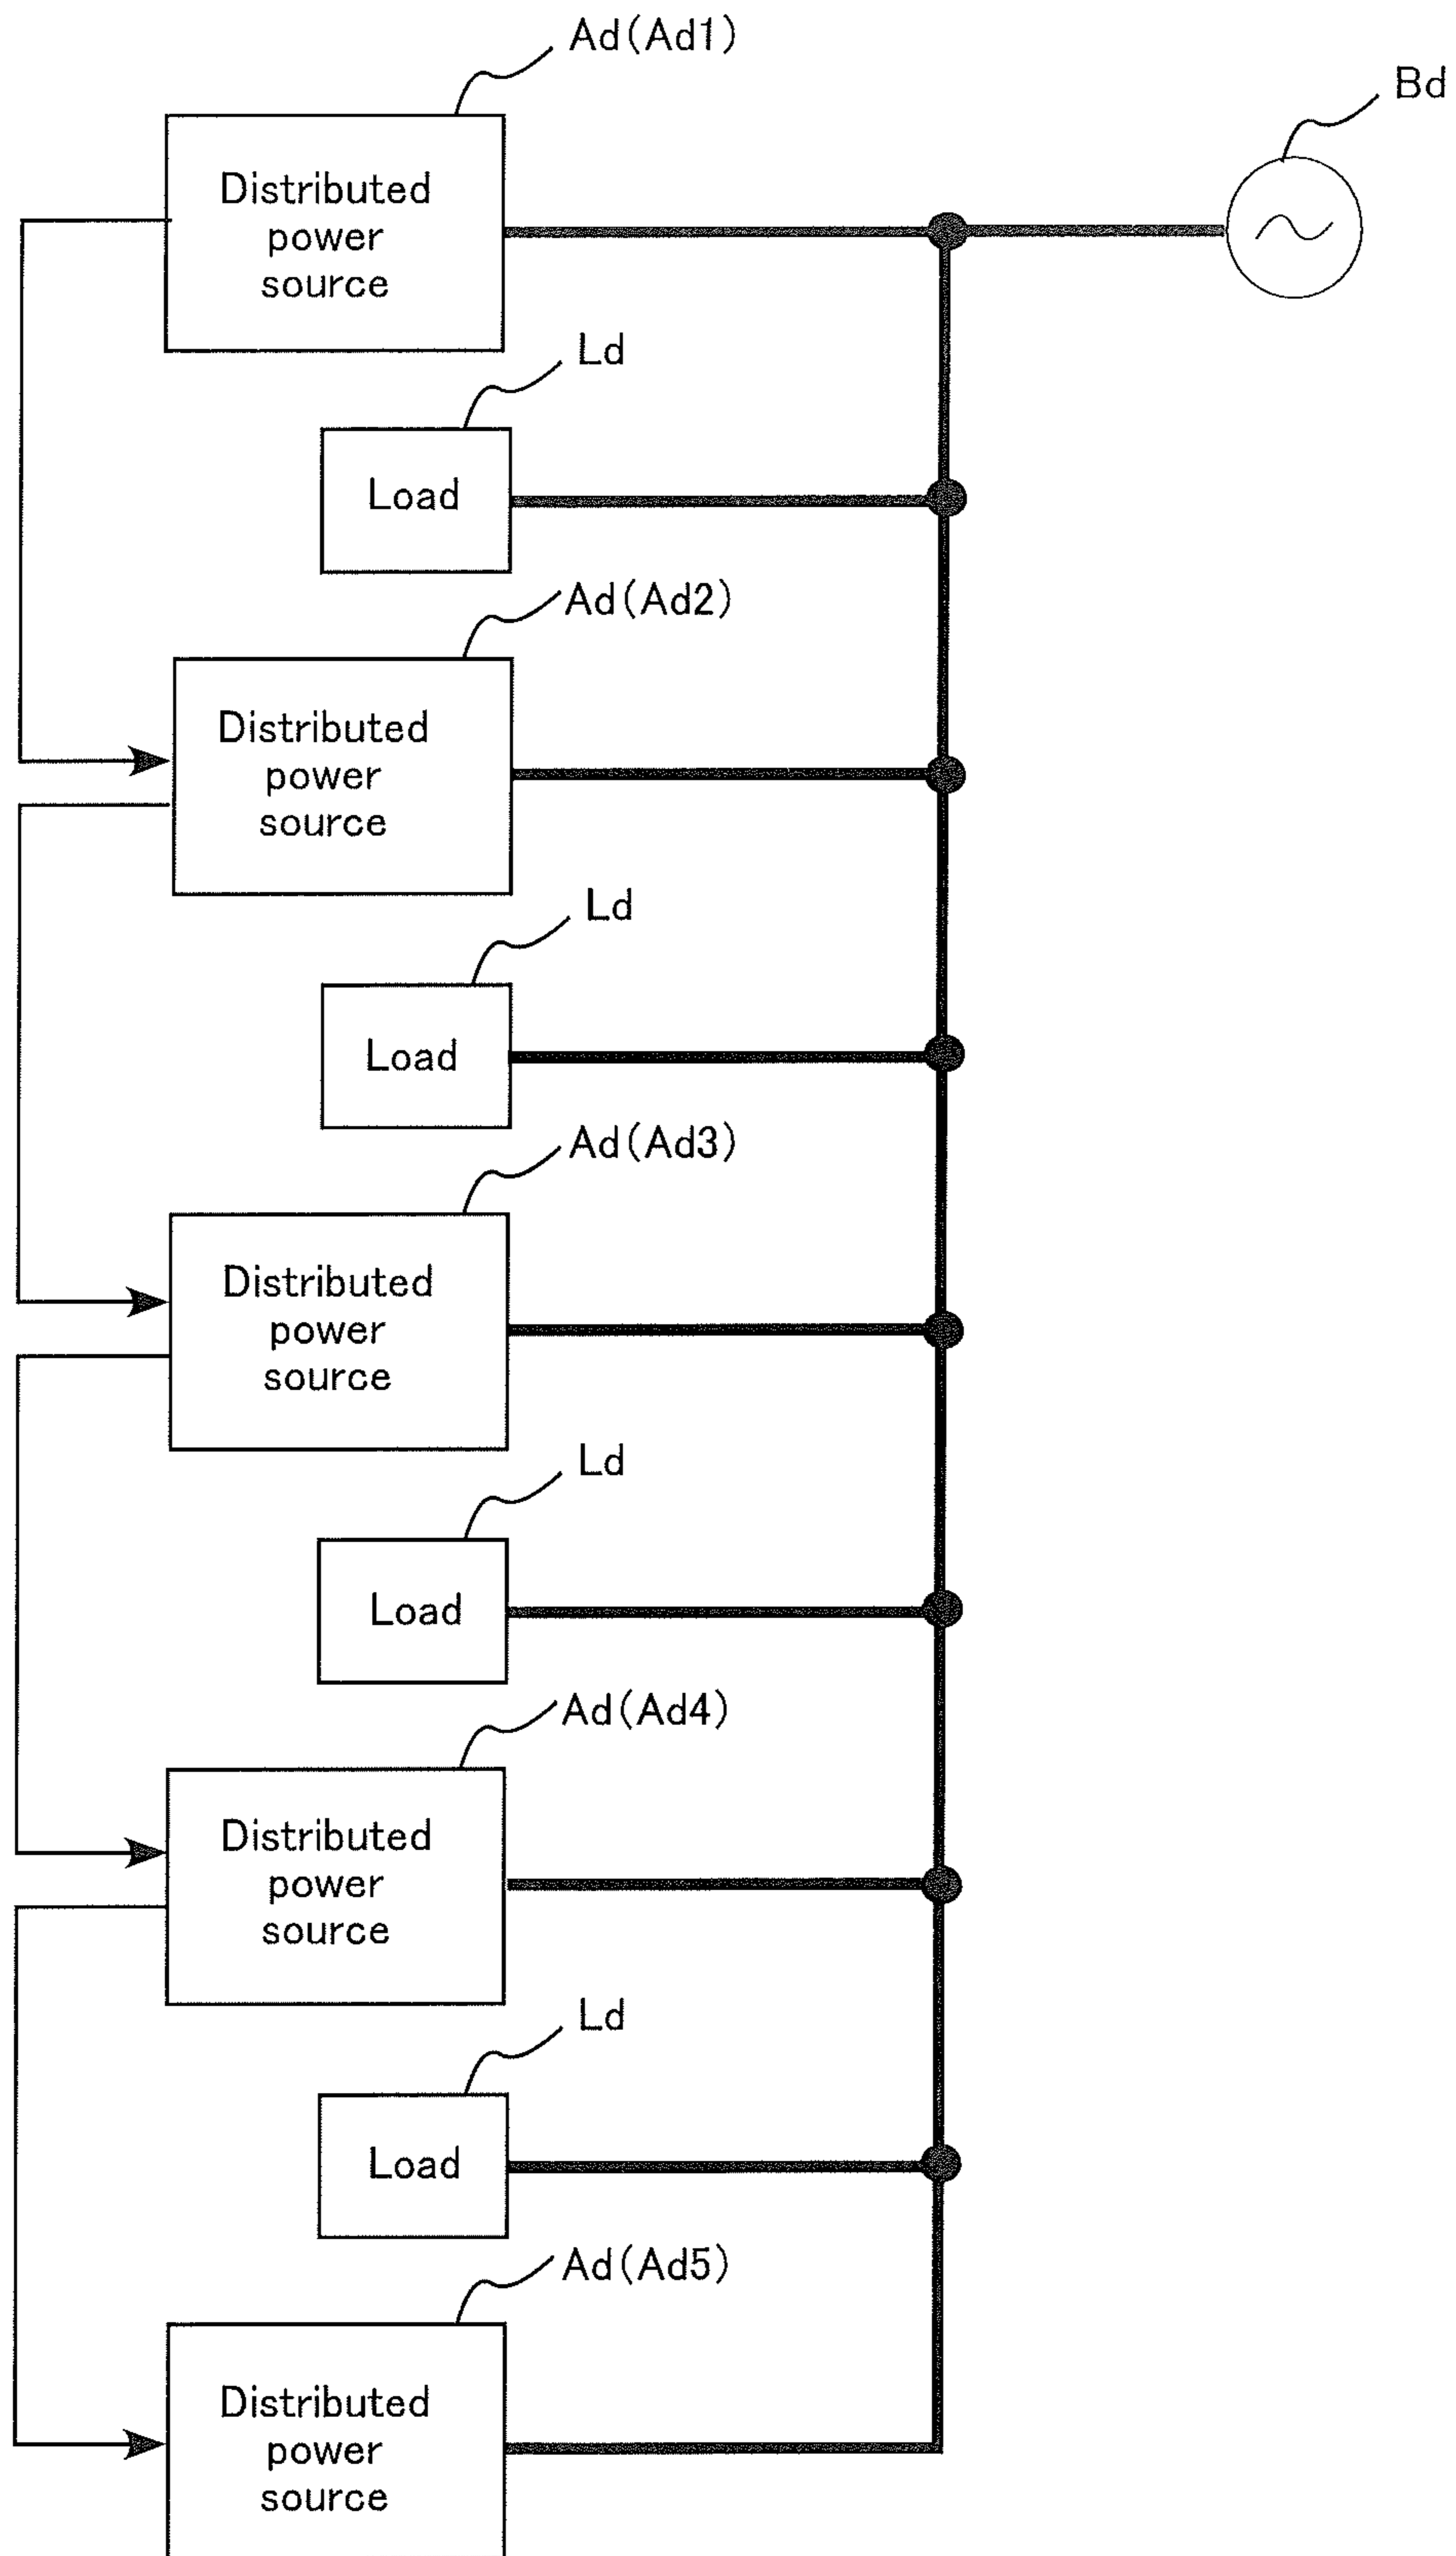 Ad(Ad1)
Bd
Distributed
power
source
Ld
Load
Ad(Ad2)
Distributed
power
source
Ld
Load
Ad(Ad3)
Distributed
power
source
Ld
Load
Ad(Ad4)
Distributed
power
source
Ld
Load
Ad(Ad5)
Distributed
power
source